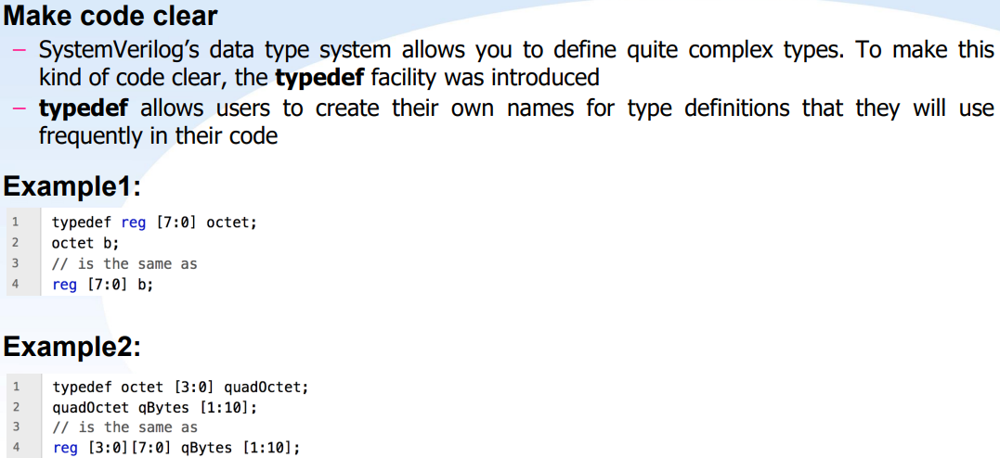 Make code clear
– SystemVerilog's data type system allows you to define quite complex types. To make this
kind of code clear, the typedef facility was introduced
– typedef allows users to create their own names for type definitions that they will use
frequently in their code
Example1:
1 typedef reg [7:0] octet;
2 octet b;
3 // is the same as
4 reg [7:0] b;
Example2:
1 typedef octet [3:0] quadOctet;
2 quadOctet qBytes [1:10];
3 // is the same as
4 reg [3:0][7:0] qBytes [1:10];